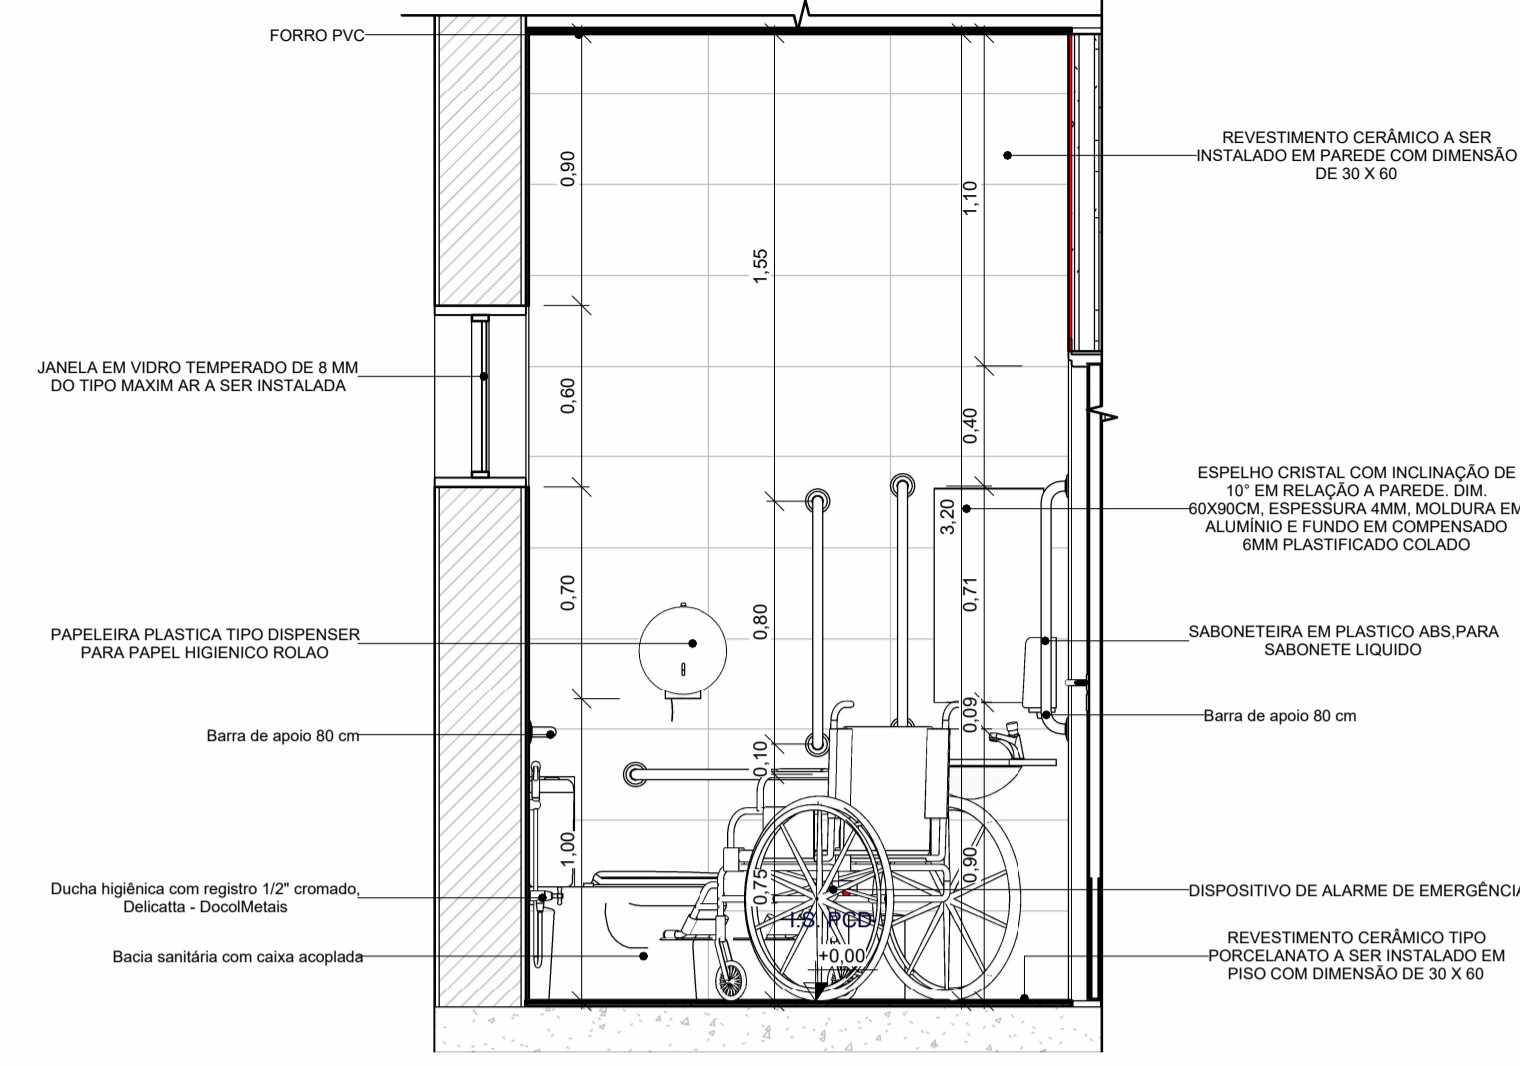 FORRO PVC
JANELA EM VIDRO TEMPERADO DE 8 MM
DO TIPO MAXIM AR A SER INSTALADA
PAPELEIRA PLASTICA TIPO DISPENSER
PARA PAPEL HIGIENICO ROLAO
Barra de apoio 80 cm
Ducha higiênica com registro 1/2" cromado,
Delicatta - DocolMetais
Bacia sanitária com caixa acoplada
0,90
0,60
0,70
1,00
1,55
0,80
0,10
0,75
3,20
1,10
0,40
0,71
0,09
0,90
I.S. PCD
+0,00
REVESTIMENTO CERÂMICO A SER
INSTALADO EM PAREDE COM DIMENSÃO
DE 30 X 60
ESPELHO CRISTAL COM INCLINAÇÃO DE
10° EM RELAÇÃO A PAREDE. DIM.
60X90CM, ESPESSURA 4MM, MOLDURA EM
ALUMÍNIO E FUNDO EM COMPENSADO
6MM PLASTIFICADO COLADO
SABONETEIRA EM PLASTICO ABS,PARA
SABONETE LIQUIDO
Barra de apoio 80 cm
DISPOSITIVO DE ALARME DE EMERGÊNCIA
REVESTIMENTO CERÂMICO TIPO
PORCELANATO A SER INSTALADO EM
PISO COM DIMENSÃO DE 30 X 60